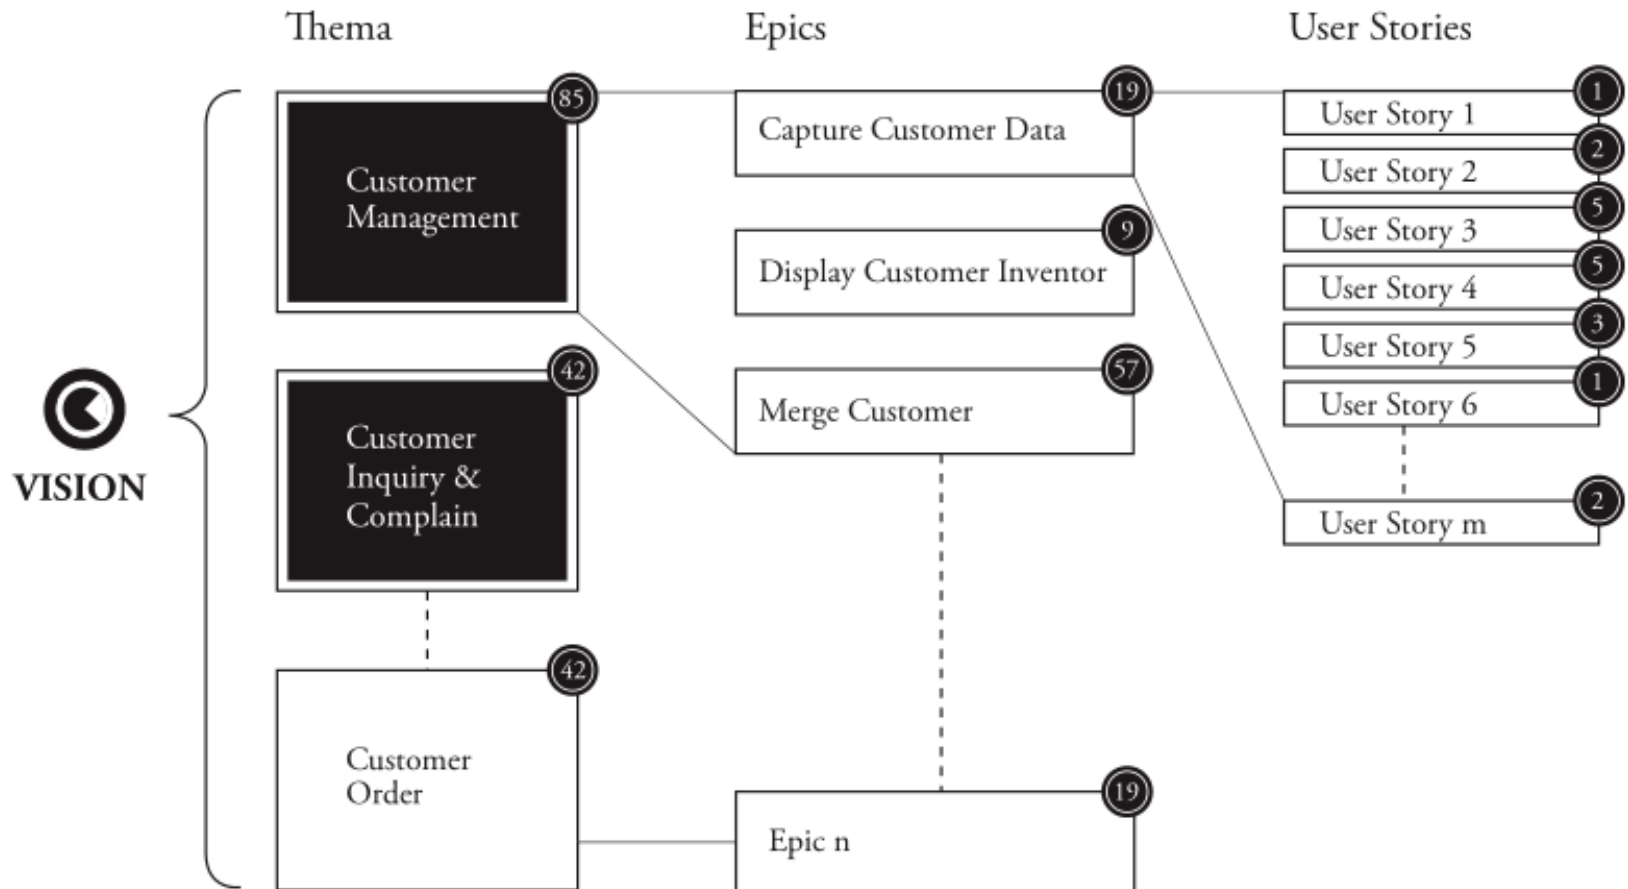 Thema
Epics
User Stories
VISION
85
Customer
Management
42
Customer
Inquiry &
Complain
42
Customer
Order
19
Capture Customer Data
9
Display Customer Inventor
57
Merge Customer
19
Epic n
1
User Story 1
2
User Story 2
5
User Story 3
5
User Story 4
3
User Story 5
1
User Story 6
2
User Story m